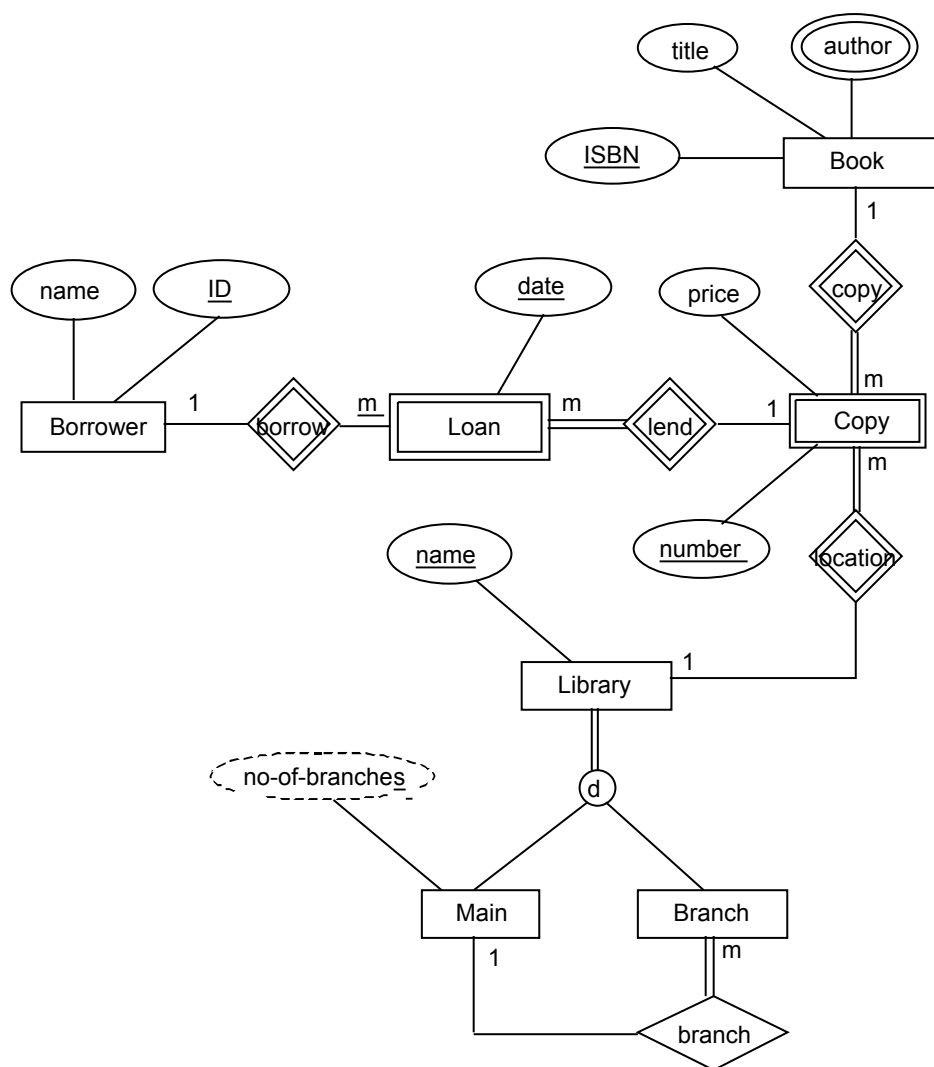 title
author
ISBN
Book
1
copy
name
ID
date
price
m
Borrower
1
borrow
m
Loan
m
lend
1
Copy
m
number
location
name
Library
1
d
no-of-branches
Main
Branch
1
m
branch